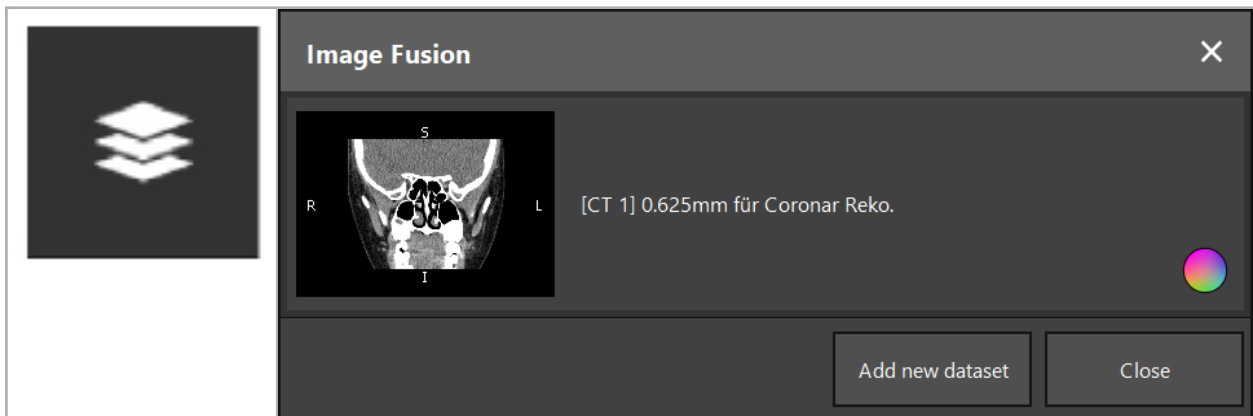 Image Fusion
S
R
L
[CT 1] 0.625mm für Coronar Reko.
I
Add new dataset
Close